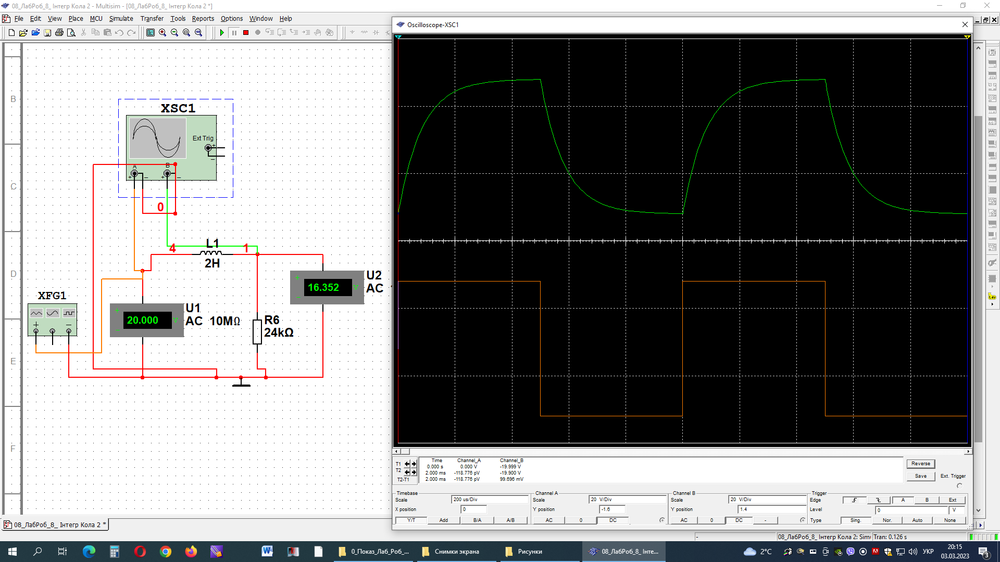 08_ЛабРоб_8_ Інтегр Кола 2 - Multisim - [08_ЛабРоб_8_ Інтегр Кола 2 *]
File Edit View Place MCU Simulate Transfer Tools Reports Options Window Help
Oscilloscope-XSC1
B
C
D
E
F
XSC1
Ext Trig
A
B
0
4
L1
1
2H
U2
AC
16.352
V
XFG1
U1
AC 10MΩ
20.000
V
R6
24kΩ
T1
T2
T2-T1
Time Channel_A Channel_B
0.000 s 0.000 V -19.999 V
2.000 ms -118.776 pV -19.900 V
2.000 ms -118.776 pV 99.696 mV
Reverse
Save
Ext. Trigger
Timebase
Scale 200 us/Div
X position 0
Y/T Add B/A A/B
Channel A
Scale 20 V/Div
Y position -1.6
AC 0 DC
Channel B
Scale 20 V/Div
Y position 1.4
AC 0 DC -
Trigger
Edge A B Ext
Level 0 V
Type Sing. Nor. Auto None
08_ЛабРоб_8_ Інтегр Кола 2 *
- 08_ЛабРоб_8_ Інтегр Кола 2: Simu Tran: 0.126 s
0_Показ_Лаб_Роб_...
Снимки экрана
Рисунки
08_ЛабРоб_8_ Інте...
2°C
УКР
20:15
03.03.2023
3